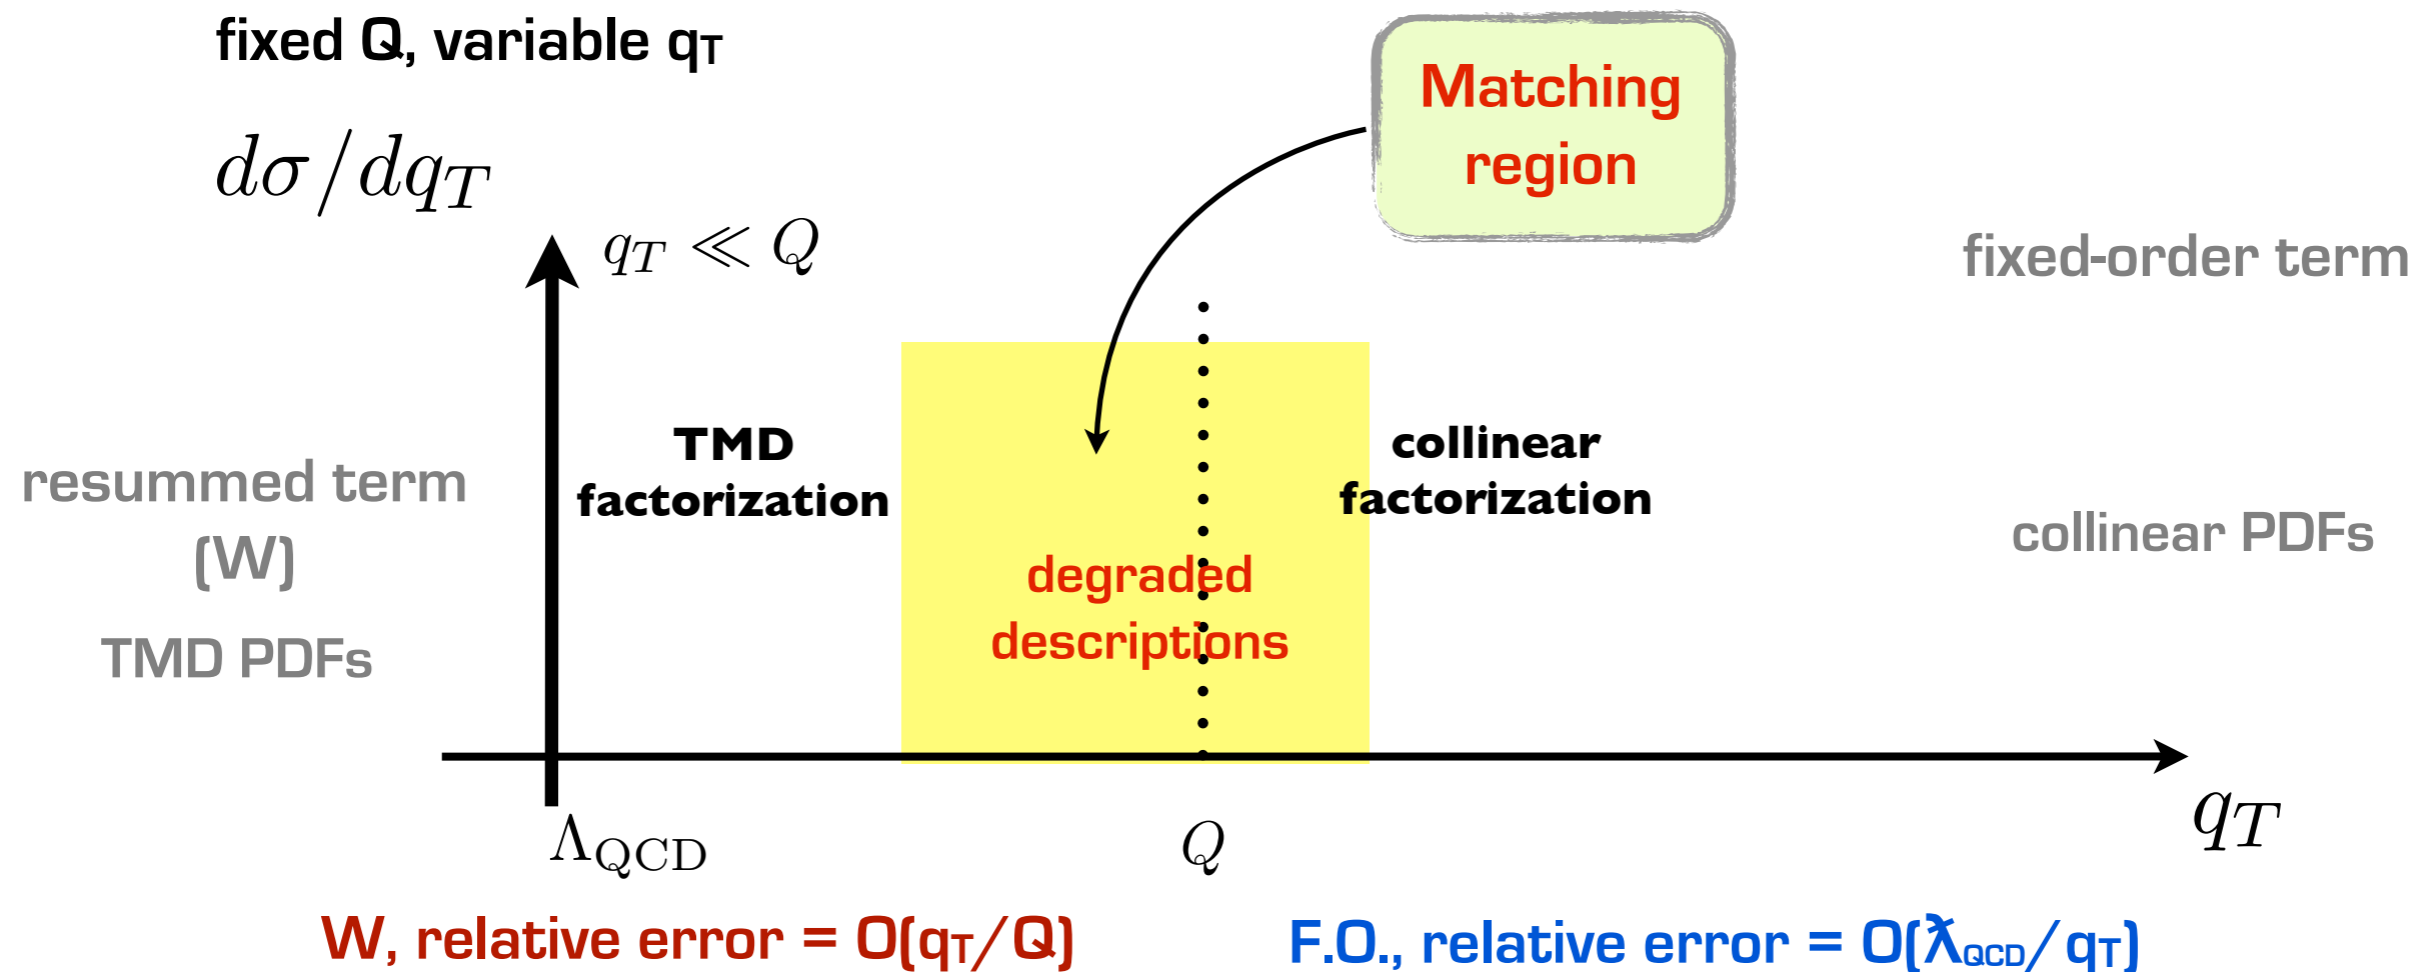 fixed Q, variable qT
dσ/dqT
Matching
region
qT ≪ Q
fixed-order term
TMD
factorization
collinear
factorization
resummed term
(W)
TMD PDFs
degraded
descriptions
collinear PDFs
ΛQCD
Q
qT
W, relative error = O(qT/Q)
F.O., relative error = O(ƛQCD/qT)